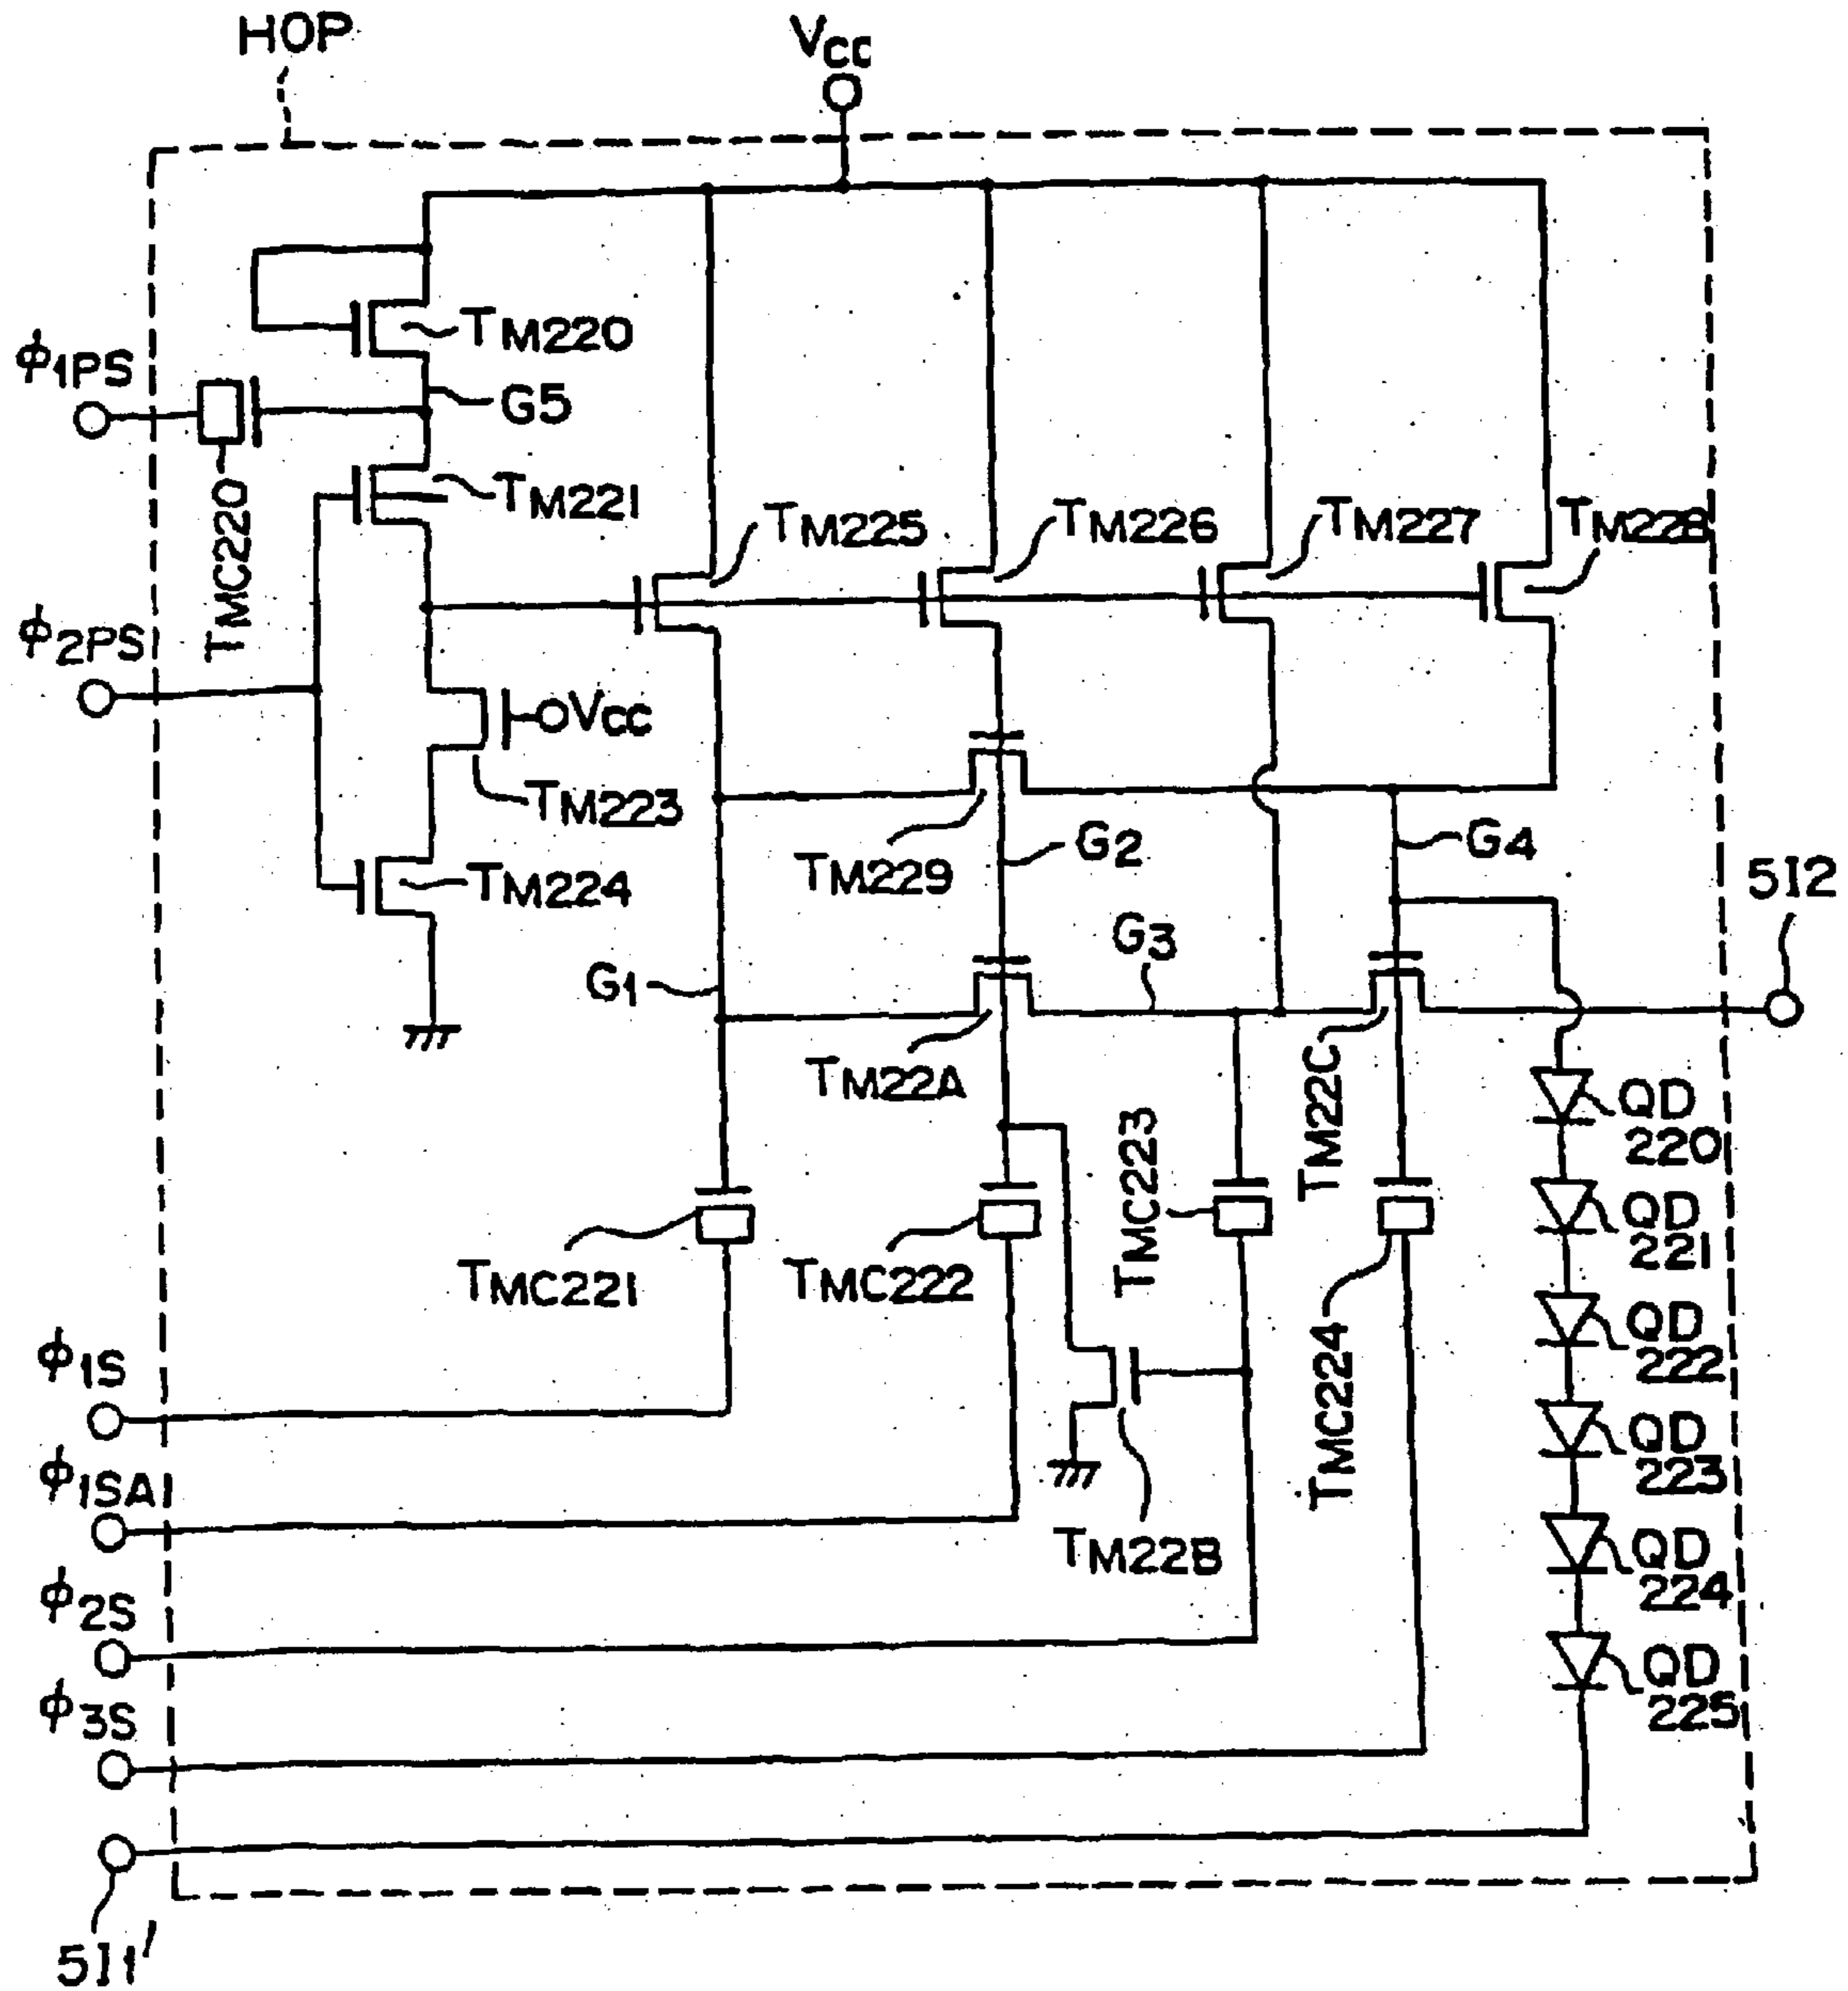 HOP
VCC
TM220
φ1PS
G5
TMC220
TM221
TM225
TM226
TM227
TM228
φ2PS
VCC
TM223
TM229
G2
G4
TM224
512
G1
G3
TM22A
TM22C
QD
220
TMC223
QD
221
TMC221
TMC222
QD
222
φ1S
TMC224
QD
223
φ1SA
TM22B
QD
224
φ2S
QD
225
φ3S
511'